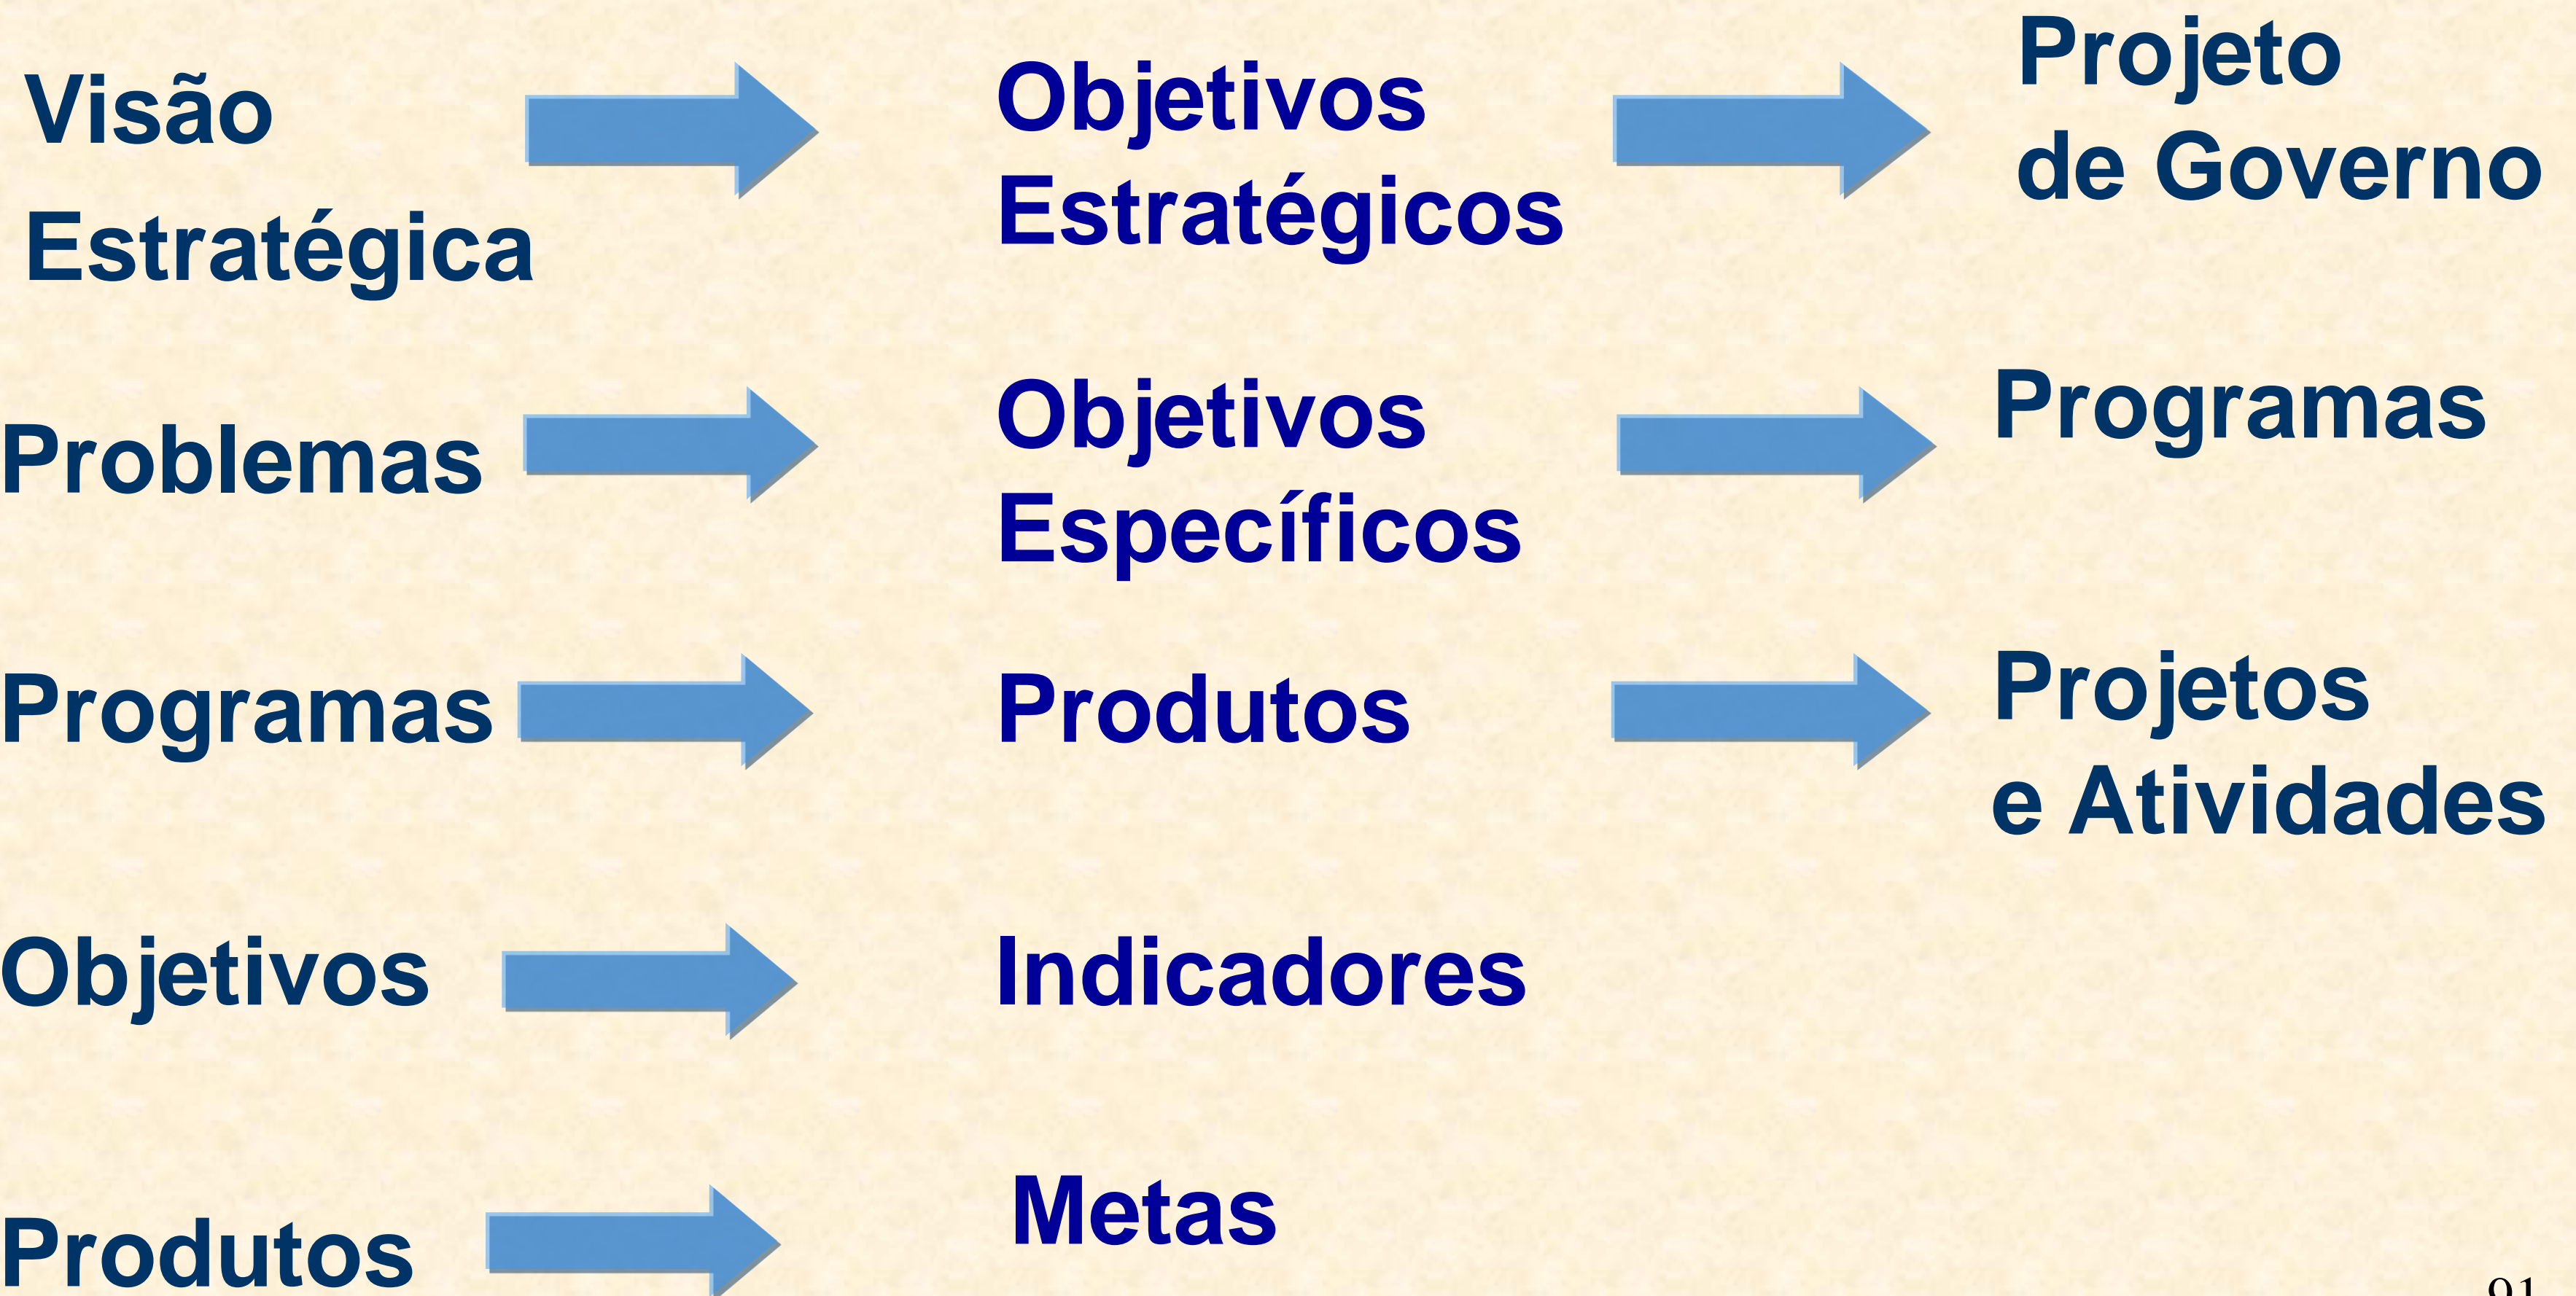 Visão
Estratégica
Objetivos
Estratégicos
Projeto
de Governo
Problemas
Objetivos
Específicos
Programas
Programas
Produtos
Projetos
e Atividades
Objetivos
Indicadores
Produtos
Metas
91